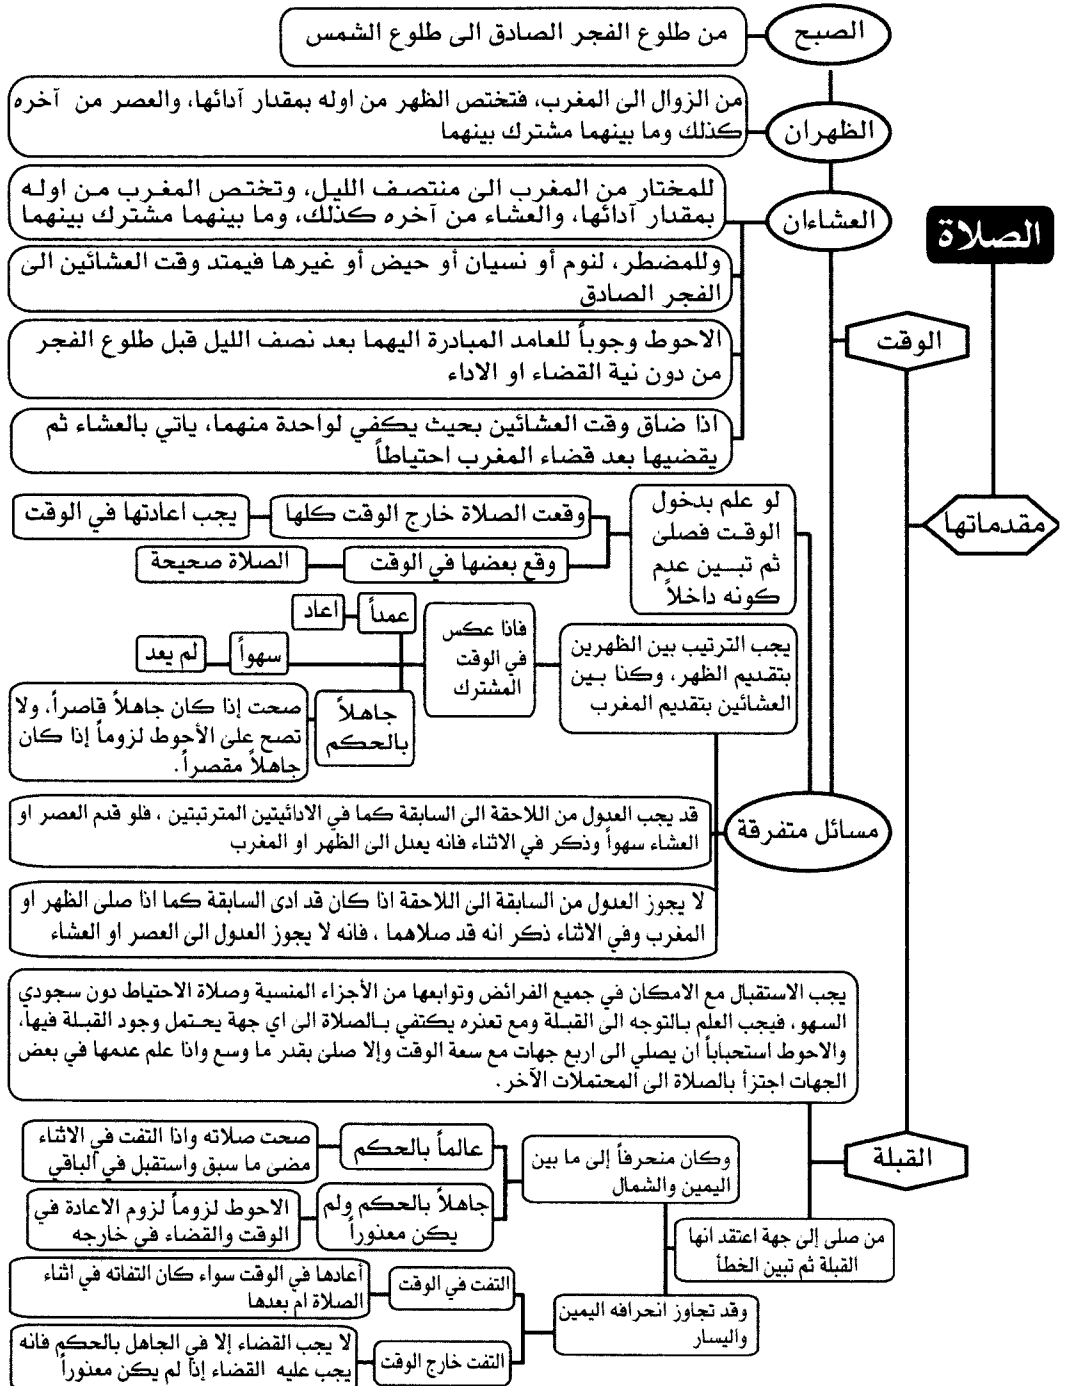 الصلاة
مقدماتها
الوقت
الصبح
من طلوع الفجر الصادق الى طلوع الشمس
الظهران
من الزوال الى المغرب، فتختص الظهر من اوله بمقدار آدائها، والعصر من آخره
كذلك وما بينهما مشترك بينهما
العشاءان
للمختار من المغرب الى منتصف الليل، وتختص المغرب من اوله
بمقدار آدائها، والعشاء من آخره كذلك، وما بينهما مشترك بينهما
وللمضطر، لنوم أو نسيان أو حيض أو غيرها فيمتد وقت العشائين الى
الفجر الصادق
الاحوط وجوباً للعامد المبادرة اليهما بعد نصف الليل قبل طلوع الفجر
من دون نية القضاء او الاداء
اذا ضاق وقت العشائين بحيث يكفي لواحدة منهما، ياتي بالعشاء ثم
يقضيها بعد قضاء المغرب احتياطاً
مسائل متفرقة
لو علم بدخول
الوقت فصلى
ثم تبين عدم
كونه داخلاً
وقعت الصلاة خارج الوقت كلها
يجب اعادتها في الوقت
وقع بعضها في الوقت
الصلاة صحيحة
يجب الترتيب بين الظهرين
بتقديم الظهر، وكذا بين
العشائين بتقديم المغرب
فاذا عكس
في الوقت
المشترك
عمداً
اعاد
سهواً
لم يعد
جاهلاً
بالحكم
صحت إذا كان جاهلاً قاصراً، ولا
تصح على الأحوط لزوماً إذا كان
جاهلاً مقصراً.
قد يجب العدول من اللاحقة الى السابقة كما في الادائيتين المترتبتين ، فلو قدم العصر او
العشاء سهواً وذكر في الاثناء فانه يعدل الى الظهر او المغرب
لا يجوز العدول من السابقة الى اللاحقة اذا كان قد ادى السابقة كما اذا صلى الظهر او
المغرب وفي الاثناء ذكر انه قد صلاهما ، فانه لا يجوز العدول الى العصر او العشاء
القبلة
يجب الاستقبال مع الامكان في جميع الفرائض وتوابعها من الأجزاء المنسية وصلاة الاحتياط دون سجودي
السهو، فيجب العلم بالتوجه الى القبلة ومع تعذره يكتفي بالصلاة الى اي جهة يحتمل وجود القبلة فيها،
والاحوط استحباباً ان يصلي الى اربع جهات مع سعة الوقت وإلا صلى بقدر ما وسع واذا علم عدمها في بعض
الجهات اجتزأ بالصلاة الى المحتملات الآخر.
من صلى إلى جهة اعتقد انها
القبلة ثم تبين الخطأ
وكان منحرفاً إلى ما بين
اليمين والشمال
عالماً بالحكم
صحت صلاته واذا التفت في الاثناء
مضى ما سبق واستقبل في الباقي
جاهلاً بالحكم ولم
يكن معذوراً
الاحوط لزوماً لزوم الاعادة في
الوقت والقضاء في خارجه
وقد تجاوز انحرافه اليمين
واليسار
التفت في الوقت
أعادها في الوقت سواء كان التفاته في اثناء
الصلاة ام بعدها
التفت خارج الوقت
لا يجب القضاء إلا في الجاهل بالحكم فانه
يجب عليه القضاء إذا لم يكن معذوراً